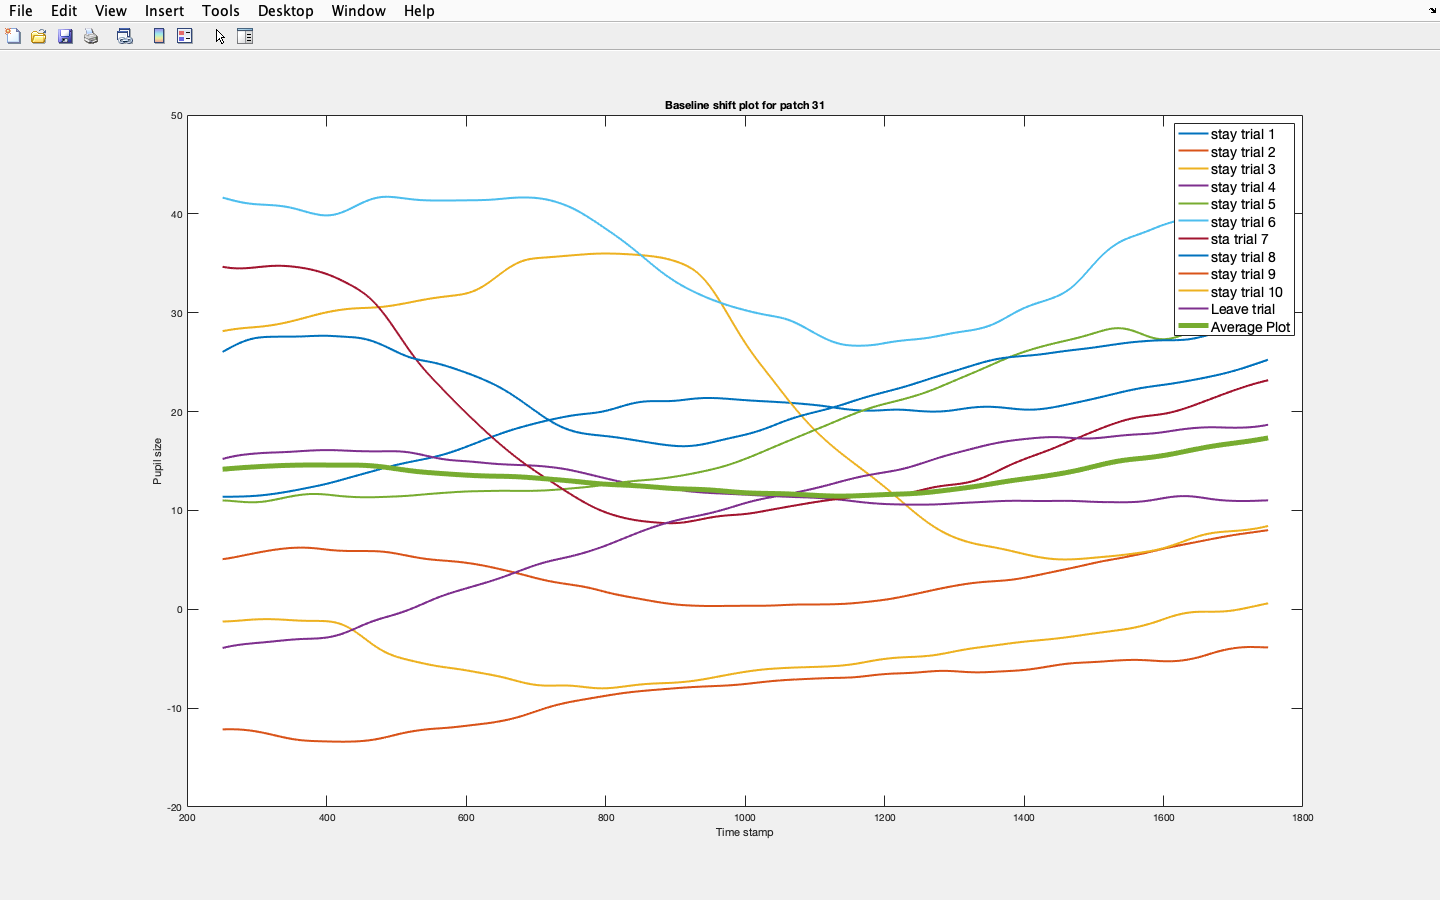 File Edit View Insert Tools Desktop Window Help
Baseline shift plot for patch 31
50
40
30
20
10
0
-10
-20
Pupil size
stay trial 1
stay trial 2
stay trial 3
stay trial 4
stay trial 5
stay trial 6
sta trial 7
stay trial 8
stay trial 9
stay trial 10
Leave trial
Average Plot
200 400 600 800 1000 1200 1400 1600 1800
Time stamp